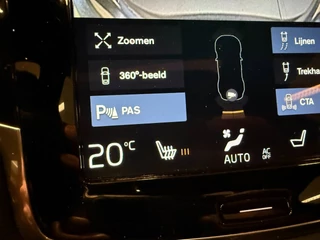 Zoomen
Lijnen
360°-beeld
Trekha
P PAS
CTA
20°C
AUTO
AC
OFF